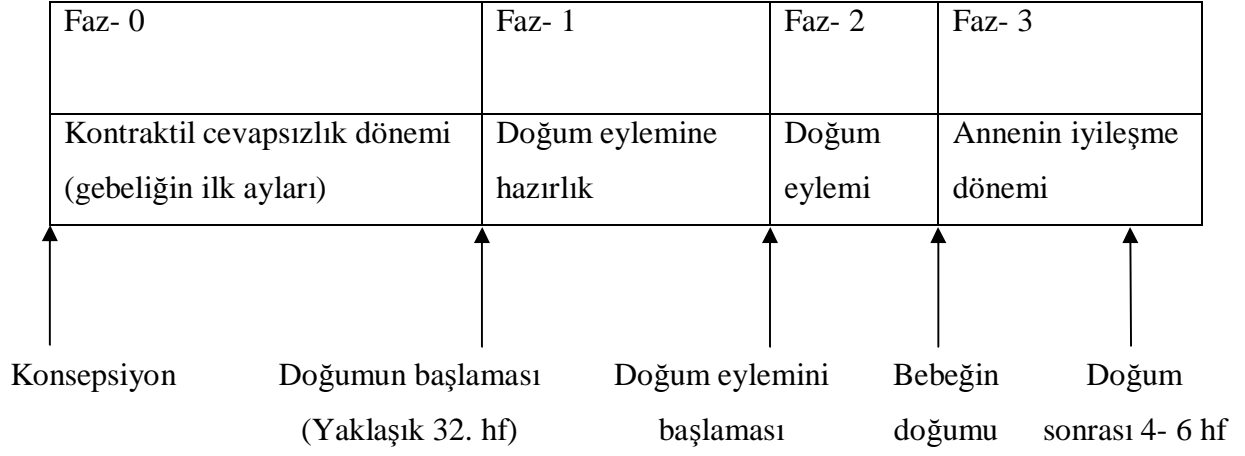 Faz- 0
Faz- 1
Faz- 2
Faz- 3
Kontraktil cevapsızlık dönemi
(gebeliğin ilk ayları)
Doğum eylemine
hazırlık
Doğum
eylemi
Annenin iyileşme
dönemi
Konsepsiyon
Doğumun başlaması
(Yaklaşık 32. hf)
Doğum eylemini
başlaması
Bebeğin
doğumu
Doğum
sonrası 4- 6 hf